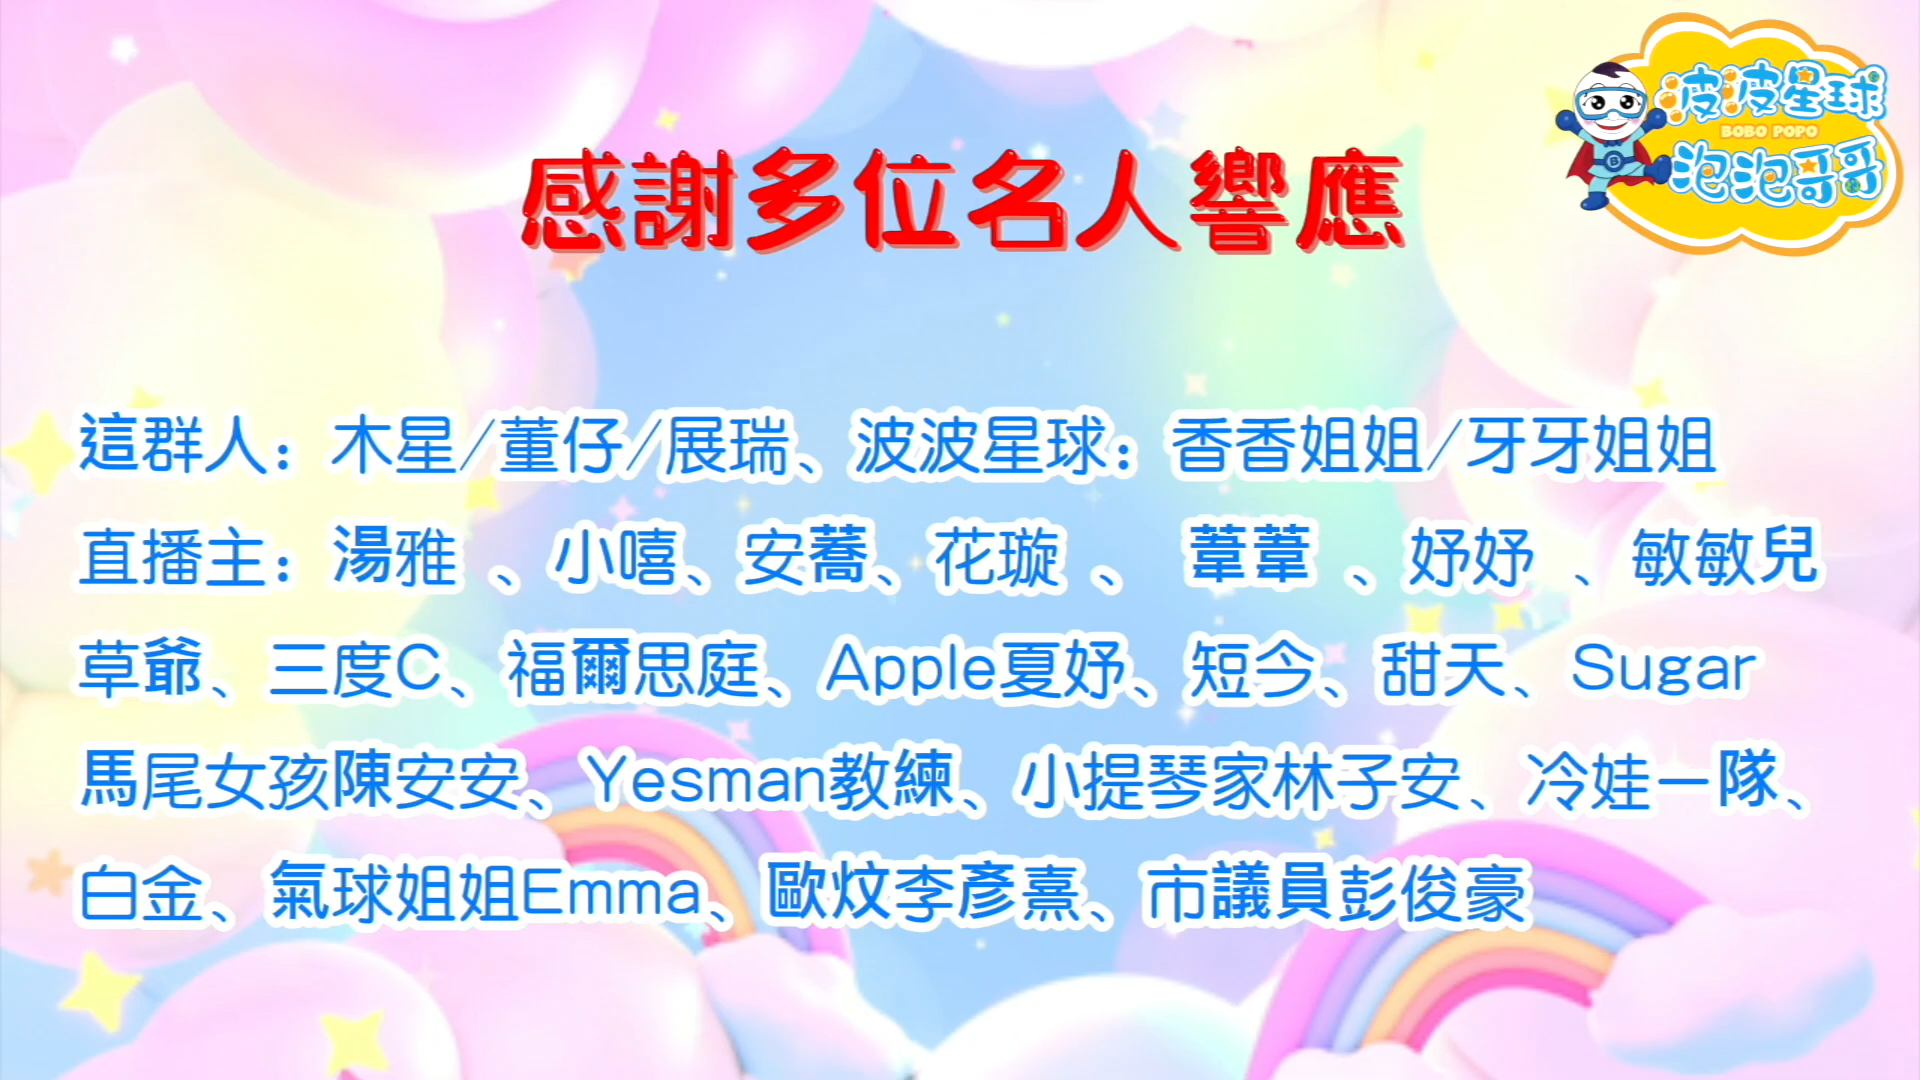 波波星球
BOBO POPO
泡泡哥哥
B
感謝多位名人響應
這群人：木星/董仔/展瑞、波波星球：香香姐姐/牙牙姐姐
直播主：湯雅 、小嘻、安蕎、花璇 、 葦葦 、妤妤 、敏敏兒
草爺、三度C、福爾思庭、Apple夏妤、短今、甜天、Sugar
馬尾女孩陳安安、Yesman教練、小提琴家林子安、冷娃一隊、
白金、氣球姐姐Emma、歐炆李彥熹、市議員彭俊豪